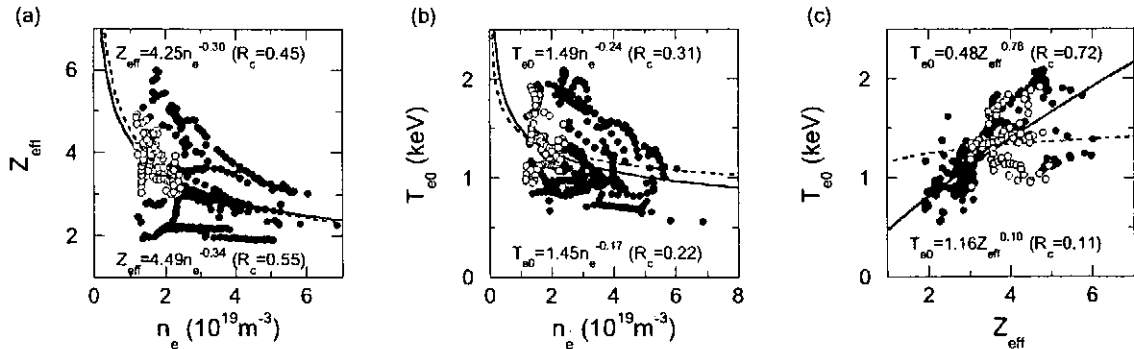 (a)
Z_eff=4.25n_e^-0.30 (R_c=0.45)
6
4
2
Z_eff
Z_eff=4.49n_e^-0.34 (R_c=0.55)
0 2 4 6
n_e (10^19 m^-3)
(b)
T_e0=1.49n_e^-0.24 (R_c=0.31)
2
1
0
T_e0 (keV)
T_e0=1.45n_e^-0.17 (R_c=0.22)
0 2 4 6 8
n_e (10^19 m^-3)
(c)
T_e0=0.48Z_eff^0.78 (R_c=0.72)
2
1
0
T_e0 (keV)
T_e0=1.16Z_eff^0.10 (R_c=0.11)
2 4 6
Z_eff